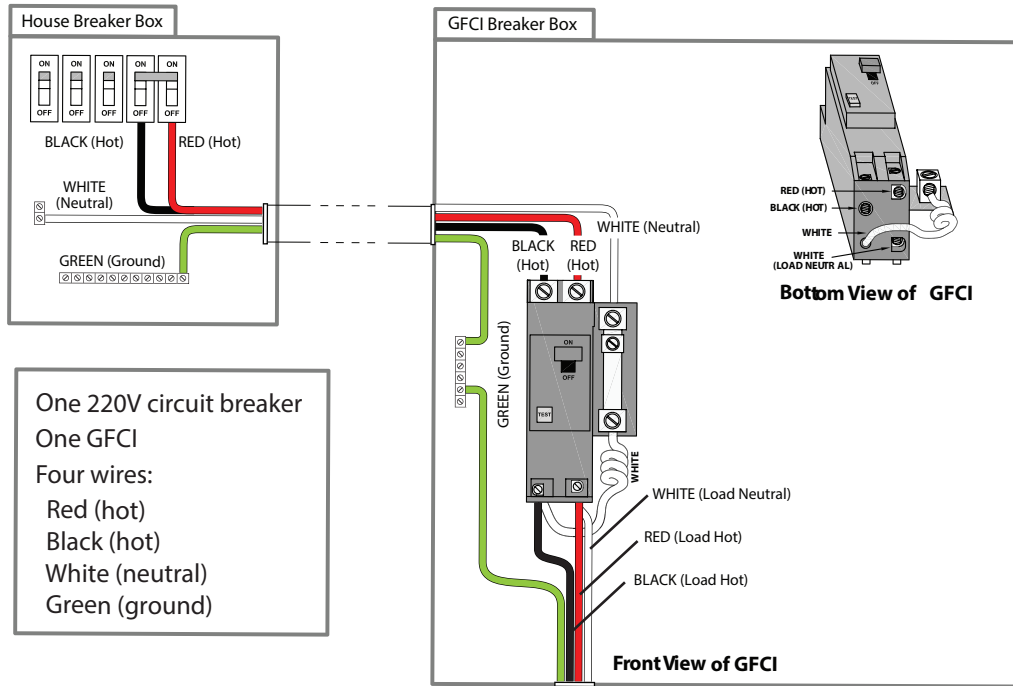 House Breaker Box
ON ON ON ON ON
OFF OFF OFF OFF OFF
BLACK (Hot)
RED (Hot)
WHITE
(Neutral)
GREEN (Ground)
One 220V circuit breaker
One GFCI
Four wires:
Red (hot)
Black (hot)
White (neutral)
Green (ground)
GFCI Breaker Box
WHITE (Neutral)
BLACK
(Hot)
RED
(Hot)
GREEN (Ground)
ON
OFF
TEST
WHITE
WHITE (Load Neutral)
RED (Load Hot)
BLACK (Load Hot)
Front View of GFCI
OFF
TEST
RED (HOT)
BLACK (HOT)
WHITE
WHITE
(LOAD NEUTR AL)
Bottom View of GFCI